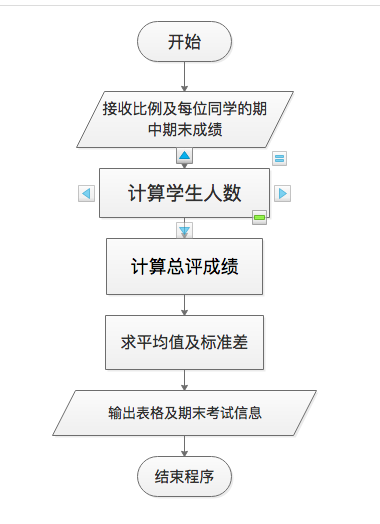 开始
接收比例及每位同学的期
中期末成绩
计算学生人数
计算总评成绩
求平均值及标准差
输出表格及期末考试信息
结束程序